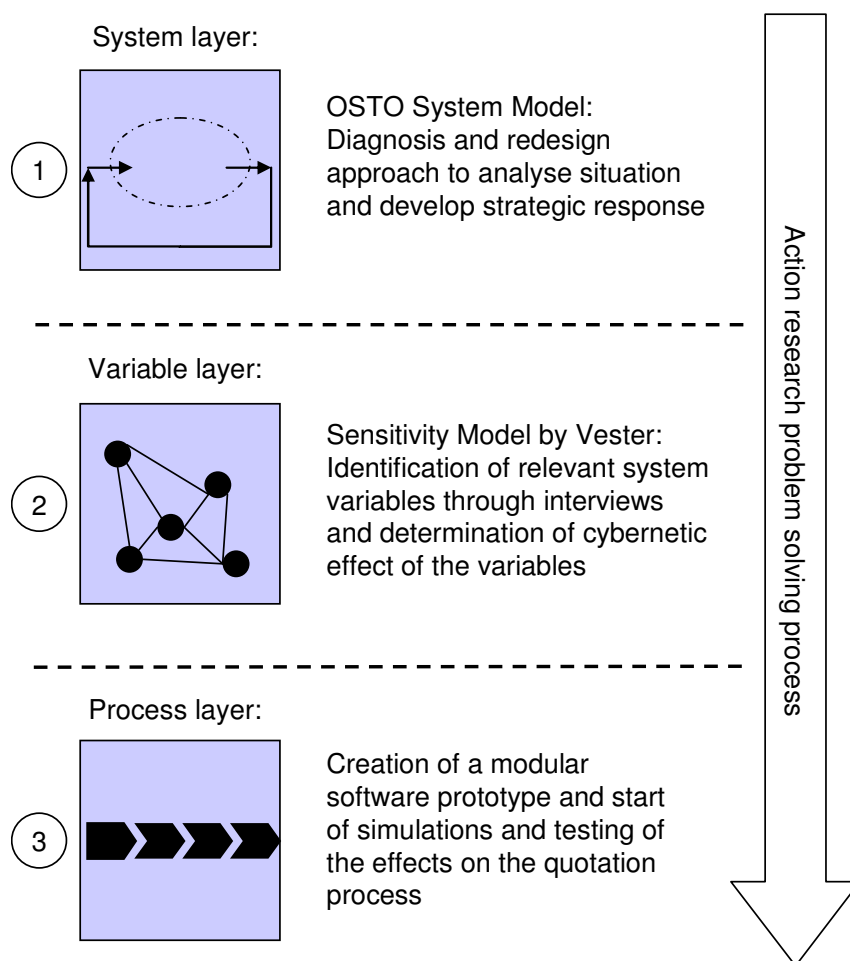 System layer:
1
OSTO System Model:
Diagnosis and redesign
approach to analyse situation
and develop strategic response
Variable layer:
2
Sensitivity Model by Vester:
Identification of relevant system
variables through interviews
and determination of cybernetic
effect of the variables
Process layer:
3
Creation of a modular
software prototype and start
of simulations and testing of
the effects on the quotation
process
Action research problem solving process